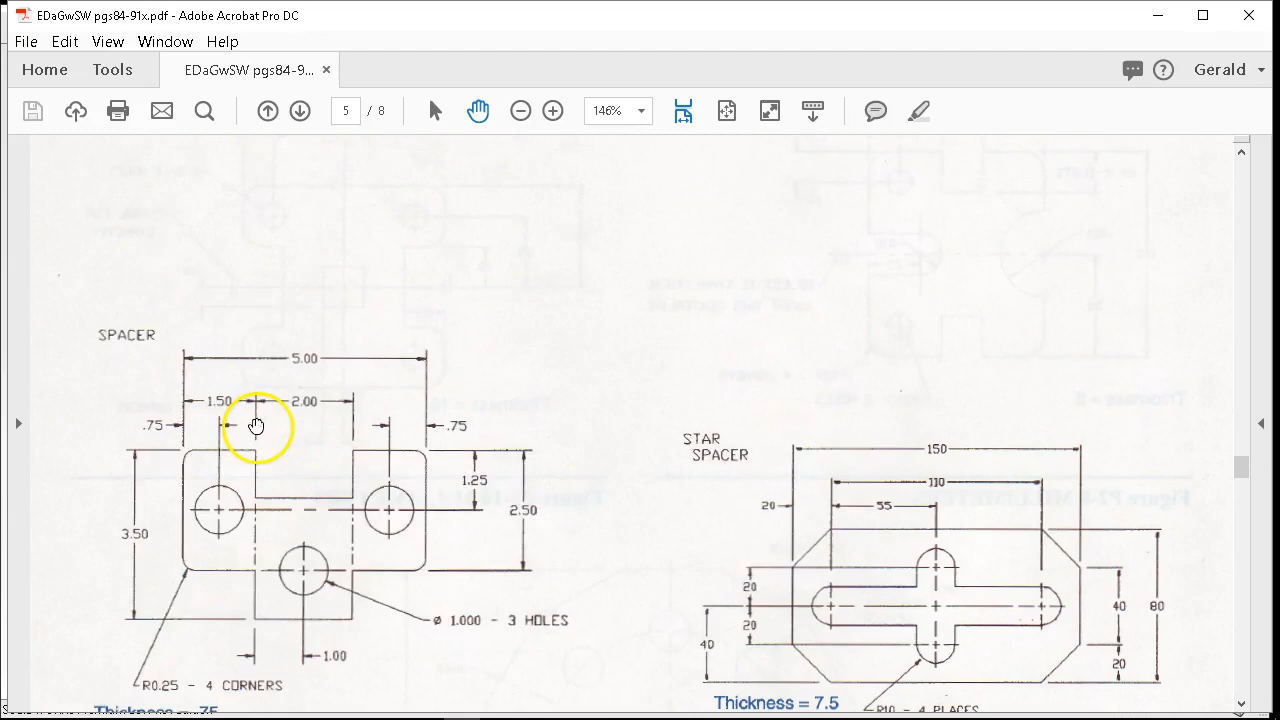 EDaGwSW pgs84-91x.pdf - Adobe Acrobat Pro DC
File Edit View Window Help
Home Tools EDaGwSW pgs84-9... × Gerald
5 / 8 146%
SPACER
5.00
1.50 2.00
.75 .75
1.25
2.50
3.50
ø 1.000 - 3 HOLES
1.00
R0.25 - 4 CORNERS
Thickness = .75
STAR
SPACER
150
110
20 55
20
20
40
40
80
20
R10 - 4 PLACES
Thickness = 7.5